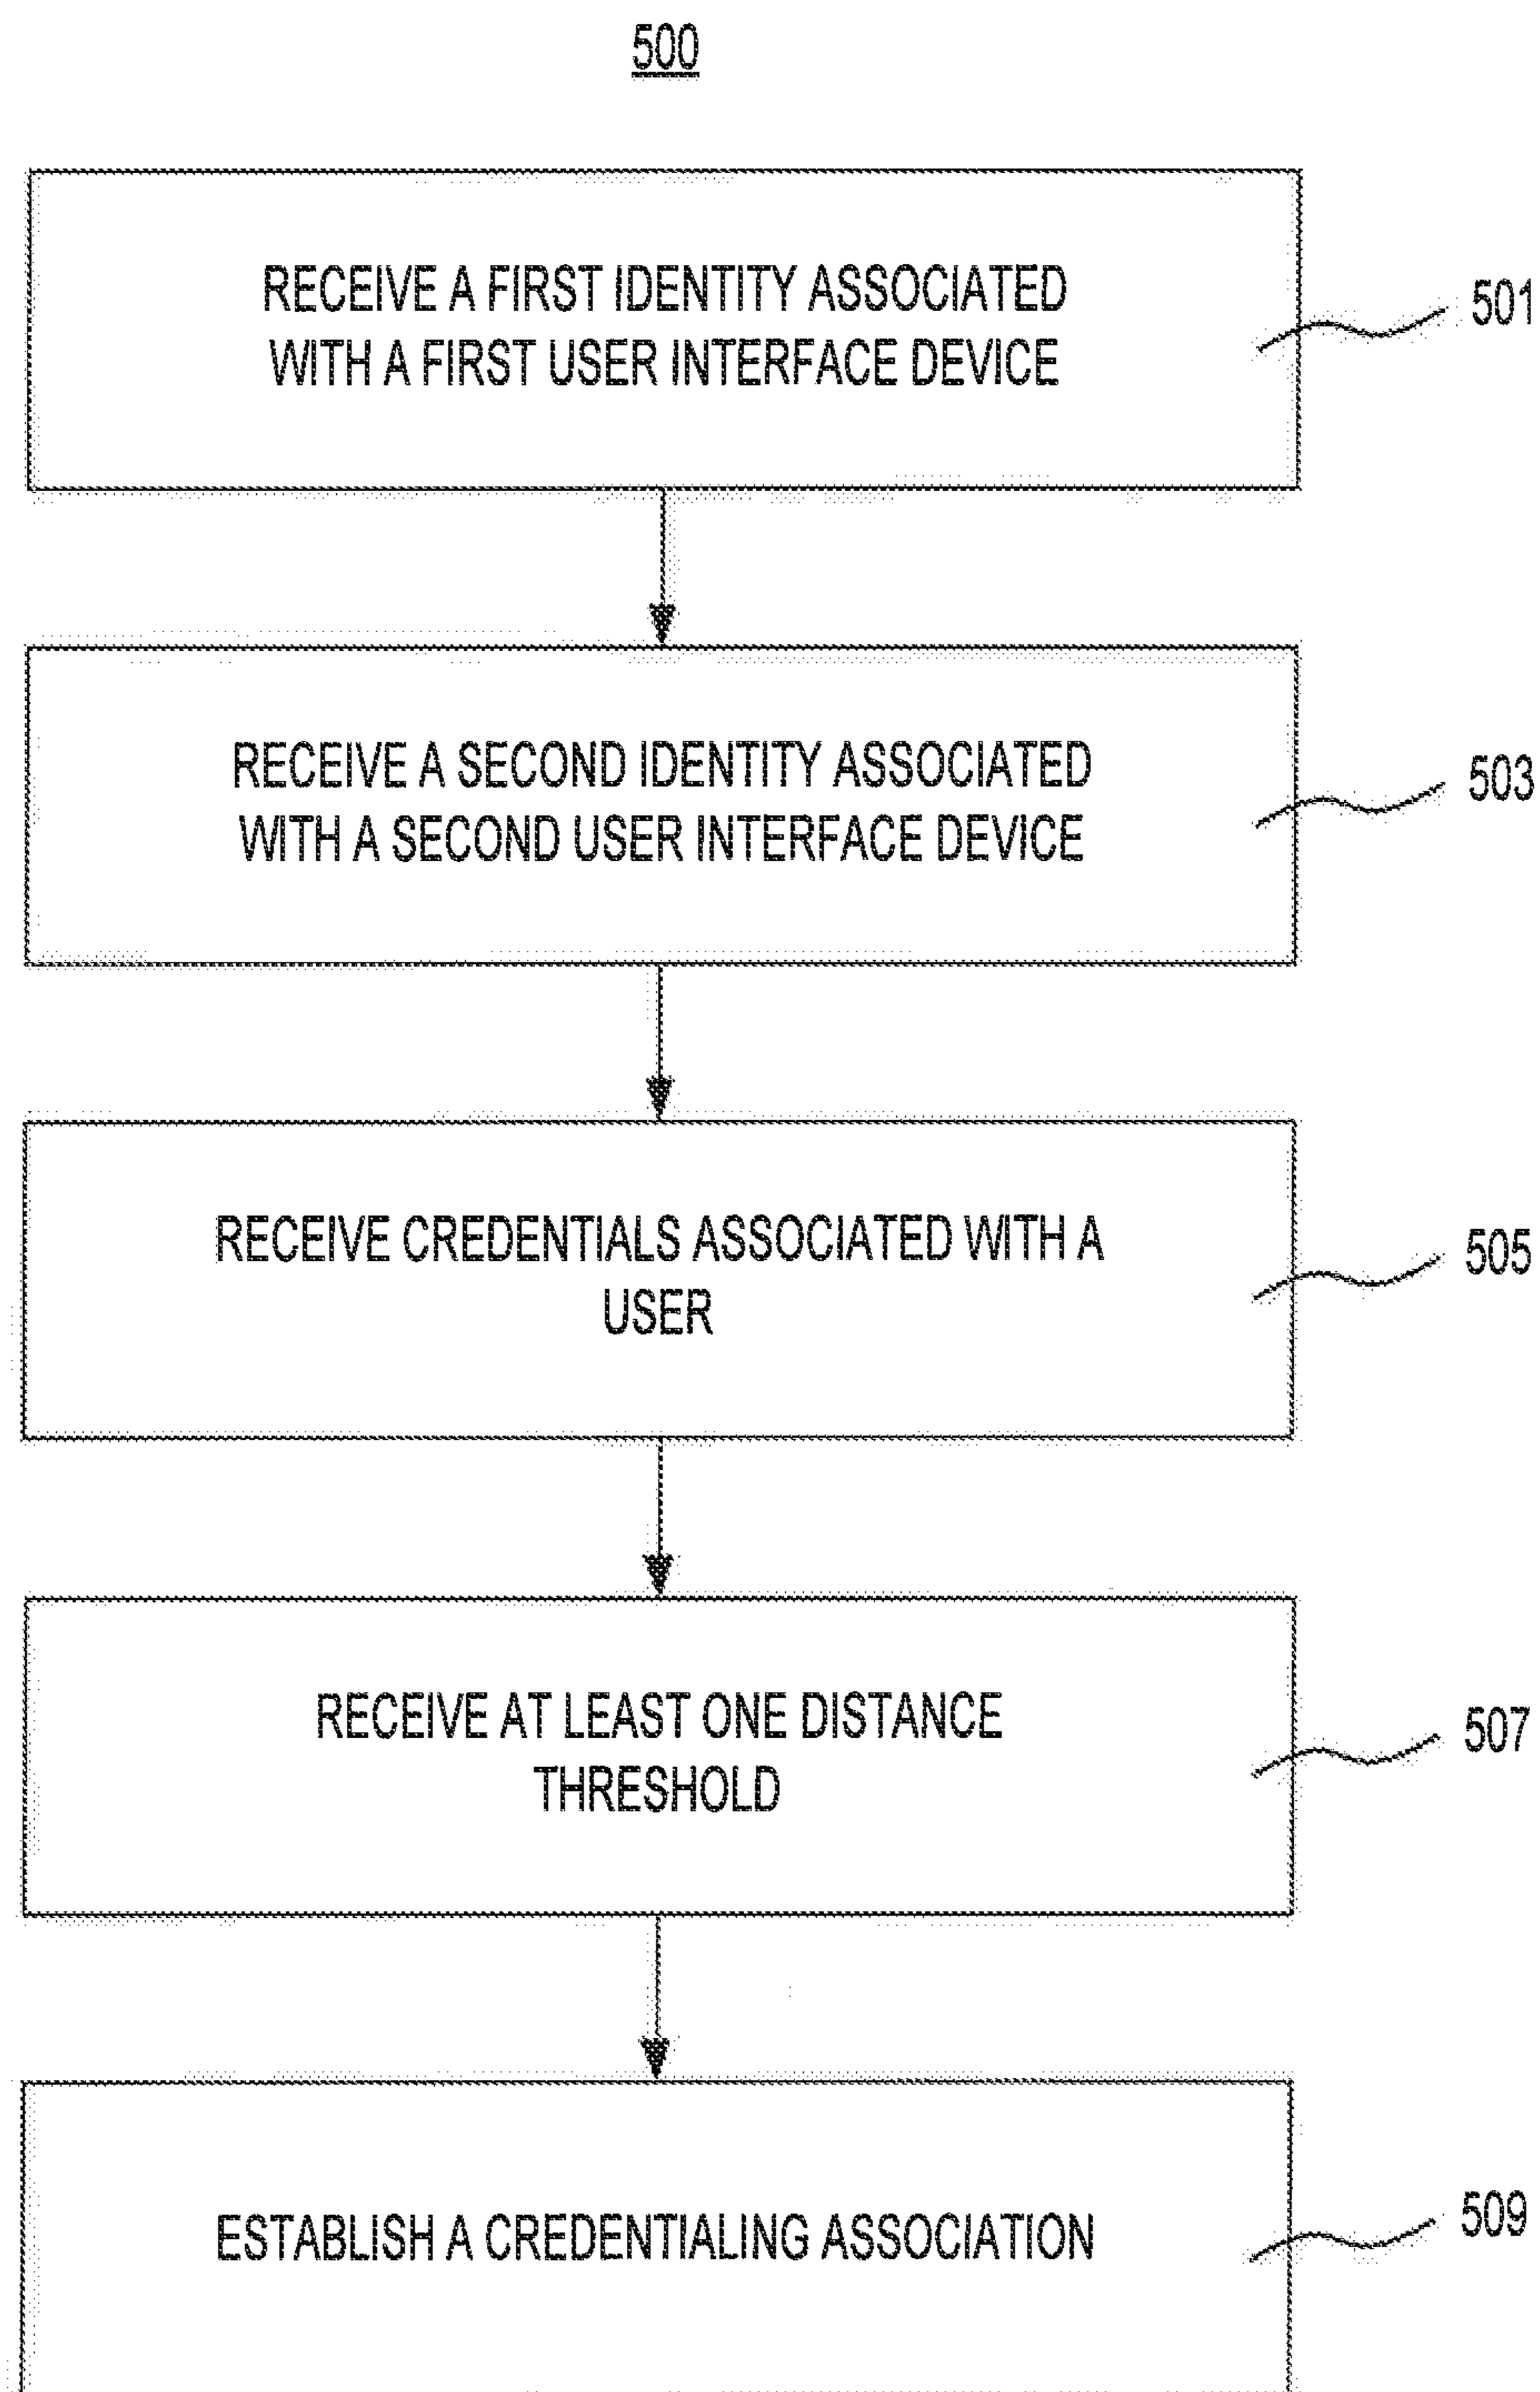 500
RECEIVE A FIRST IDENTITY ASSOCIATED
WITH A FIRST USER INTERFACE DEVICE
501
RECEIVE A SECOND IDENTITY ASSOCIATED
WITH A SECOND USER INTERFACE DEVICE
503
RECEIVE CREDENTIALS ASSOCIATED WITH A
USER
505
RECEIVE AT LEAST ONE DISTANCE
THRESHOLD
507
ESTABLISH A CREDENTIALING ASSOCIATION
509